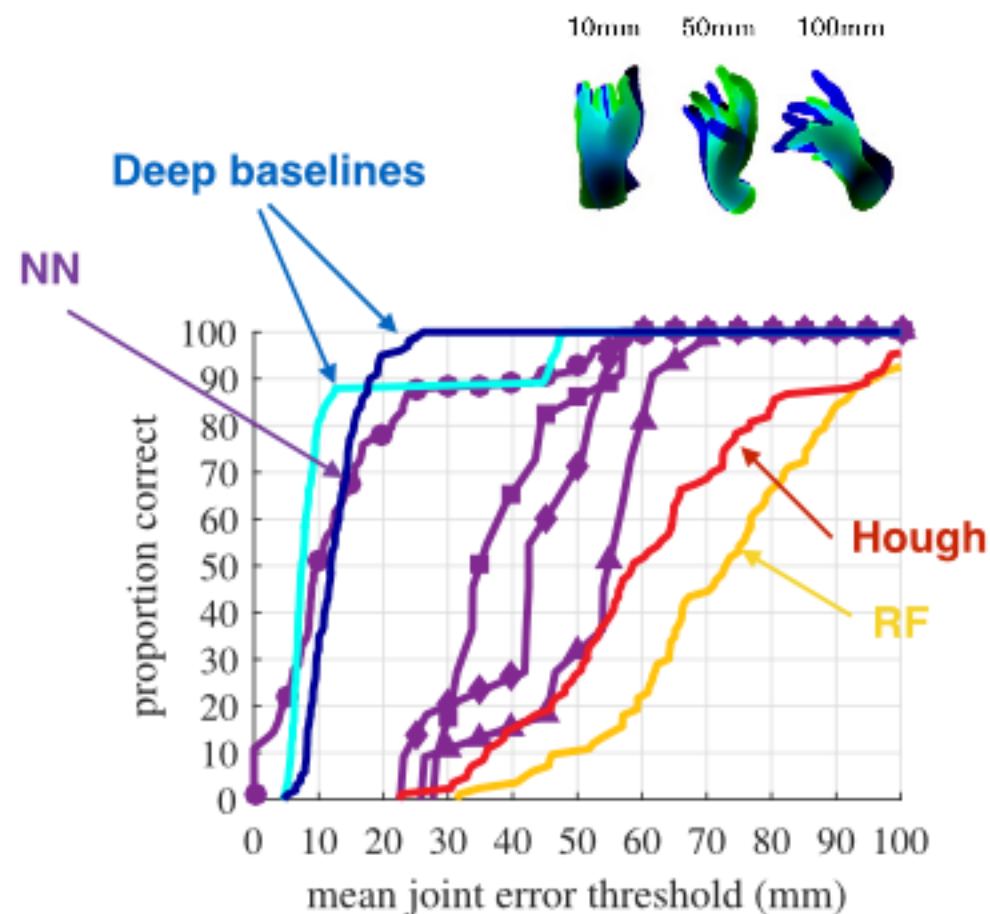 10mm 50mm 100mm
Deep baselines
NN
100
90
80
70
60
50
40
30
20
10
0
proportion correct
Hough
RF
0 10 20 30 40 50 60 70 80 90 100
mean joint error threshold (mm)